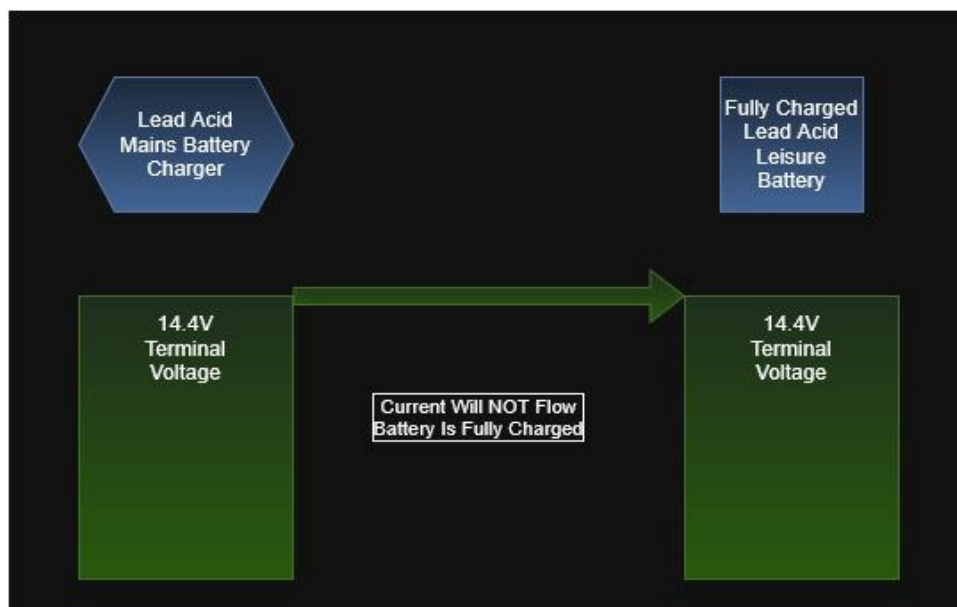 Lead Acid
Mains Battery
Charger
Fully Charged
Lead Acid
Leisure
Battery
14.4V
Terminal
Voltage
14.4V
Terminal
Voltage
Current Will NOT Flow
Battery Is Fully Charged